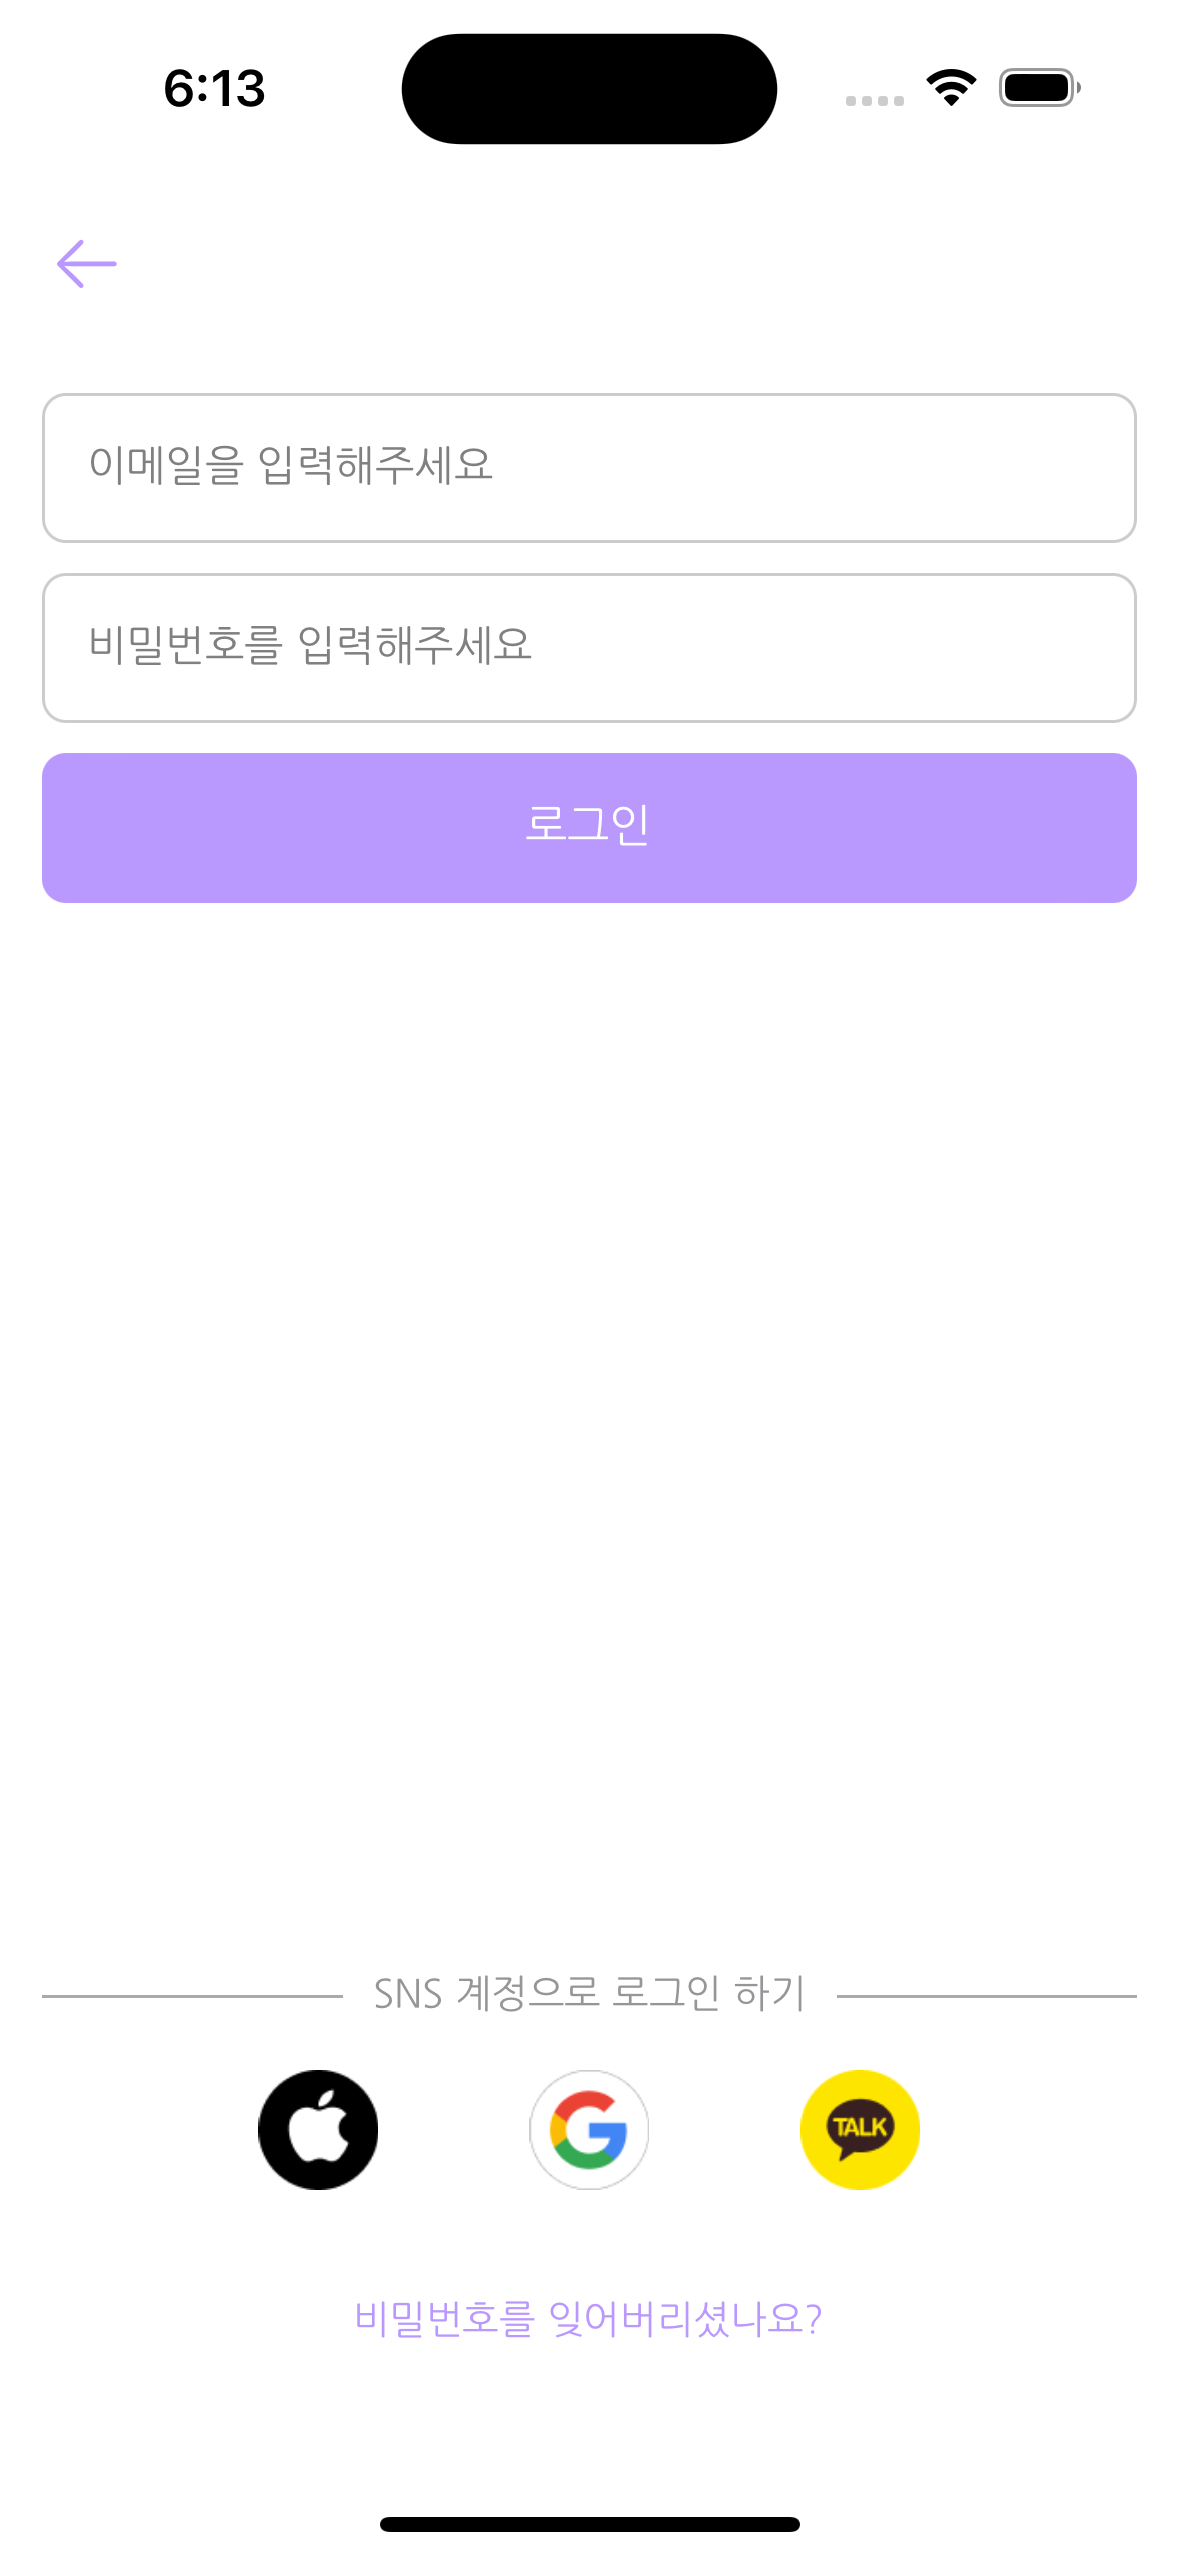 6:13
이메일을 입력해주세요
비밀번호를 입력해주세요
로그인
SNS 계정으로 로그인 하기
TALK
비밀번호를 잊어버리셨나요?